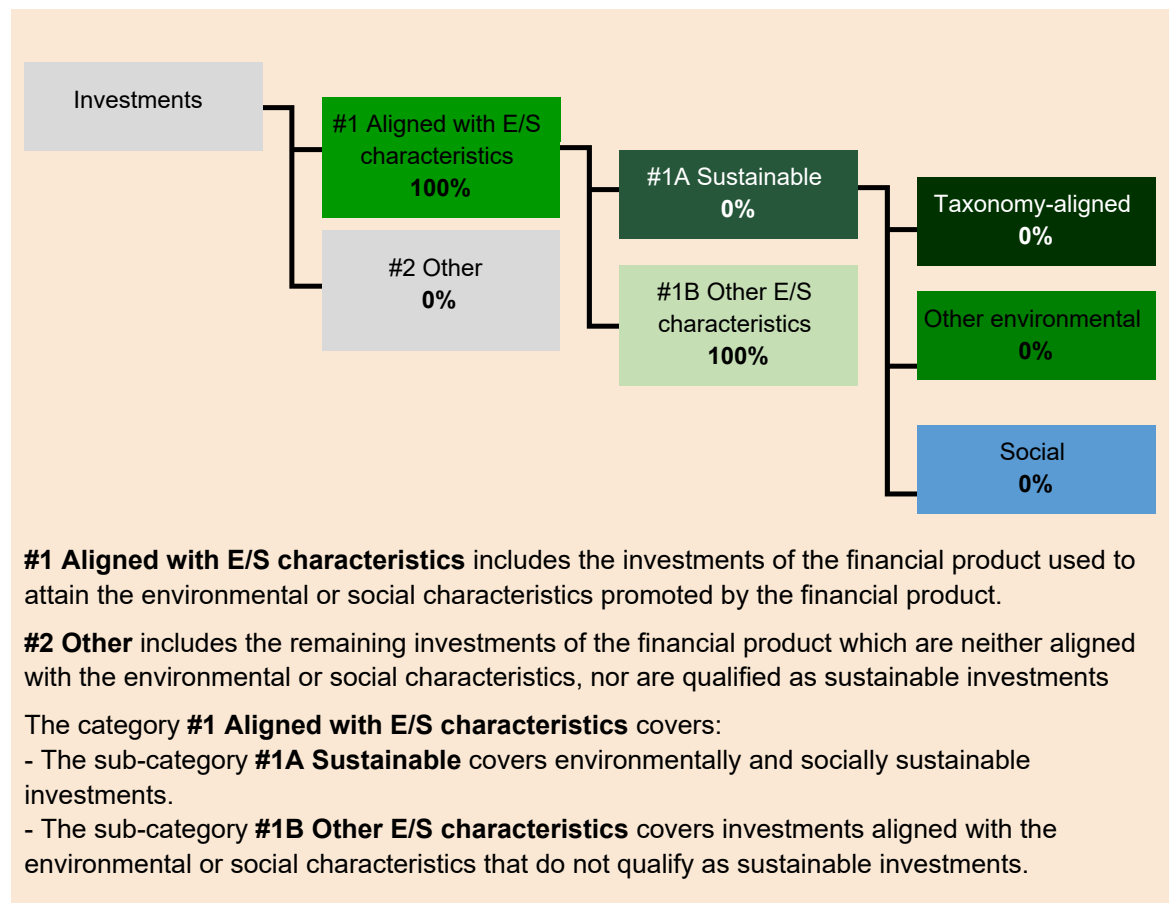 Investments
#1 Aligned with E/S
characteristics
100%
#2 Other
0%
#1A Sustainable
0%
#1B Other E/S
characteristics
100%
Taxonomy-aligned
0%
Other environmental
0%
Social
0%
#1 Aligned with E/S characteristics includes the investments of the financial product used to
attain the environmental or social characteristics promoted by the financial product.
#2 Other includes the remaining investments of the financial product which are neither aligned
with the environmental or social characteristics, nor are qualified as sustainable investments
The category #1 Aligned with E/S characteristics covers:
- The sub-category #1A Sustainable covers environmentally and socially sustainable
investments.
- The sub-category #1B Other E/S characteristics covers investments aligned with the
environmental or social characteristics that do not qualify as sustainable investments.